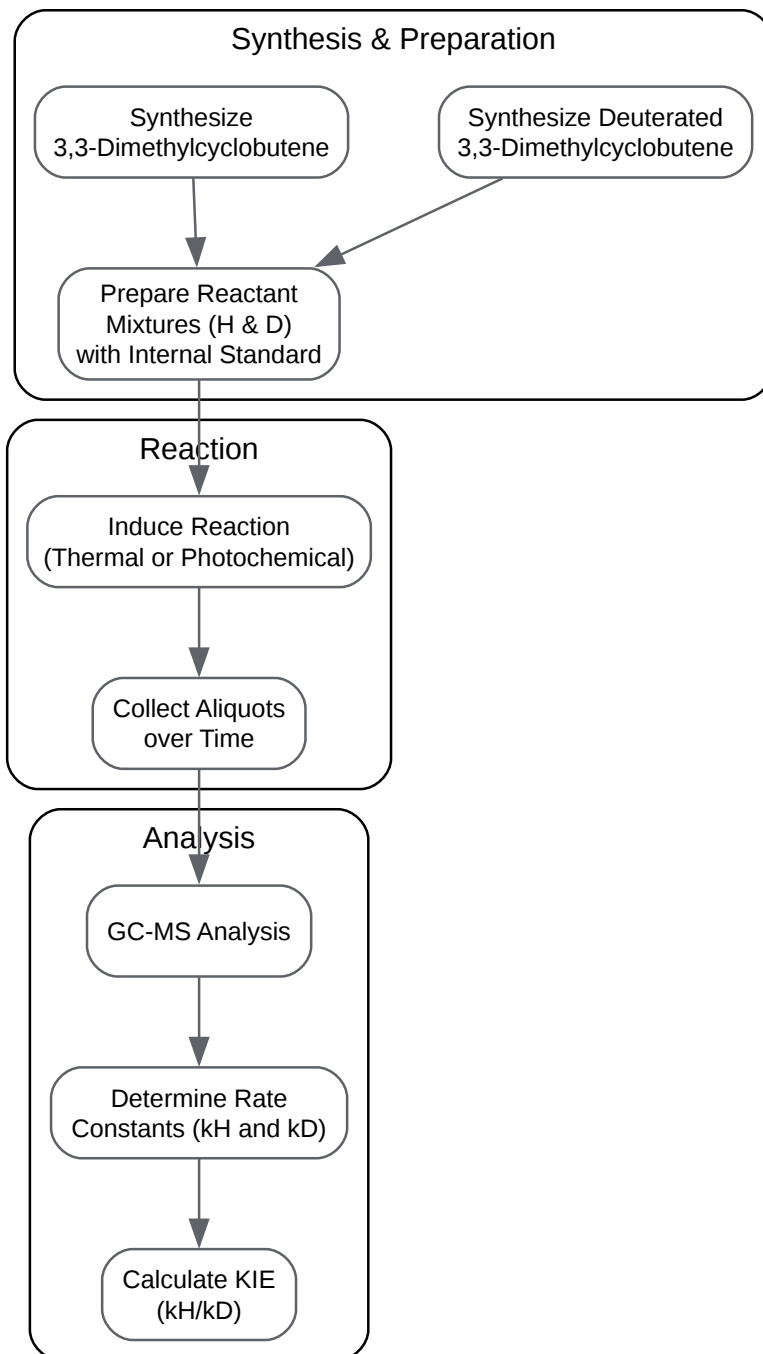 Synthesis & Preparation
Synthesize
3,3-Dimethylcyclobutene
Synthesize Deuterated
3,3-Dimethylcyclobutene
Prepare Reactant
Mixtures (H & D)
with Internal Standard
Reaction
Induce Reaction
(Thermal or Photochemical)
Collect Aliquots
over Time
Analysis
GC-MS Analysis
Determine Rate
Constants (kH and kD)
Calculate KIE
(kH/kD)